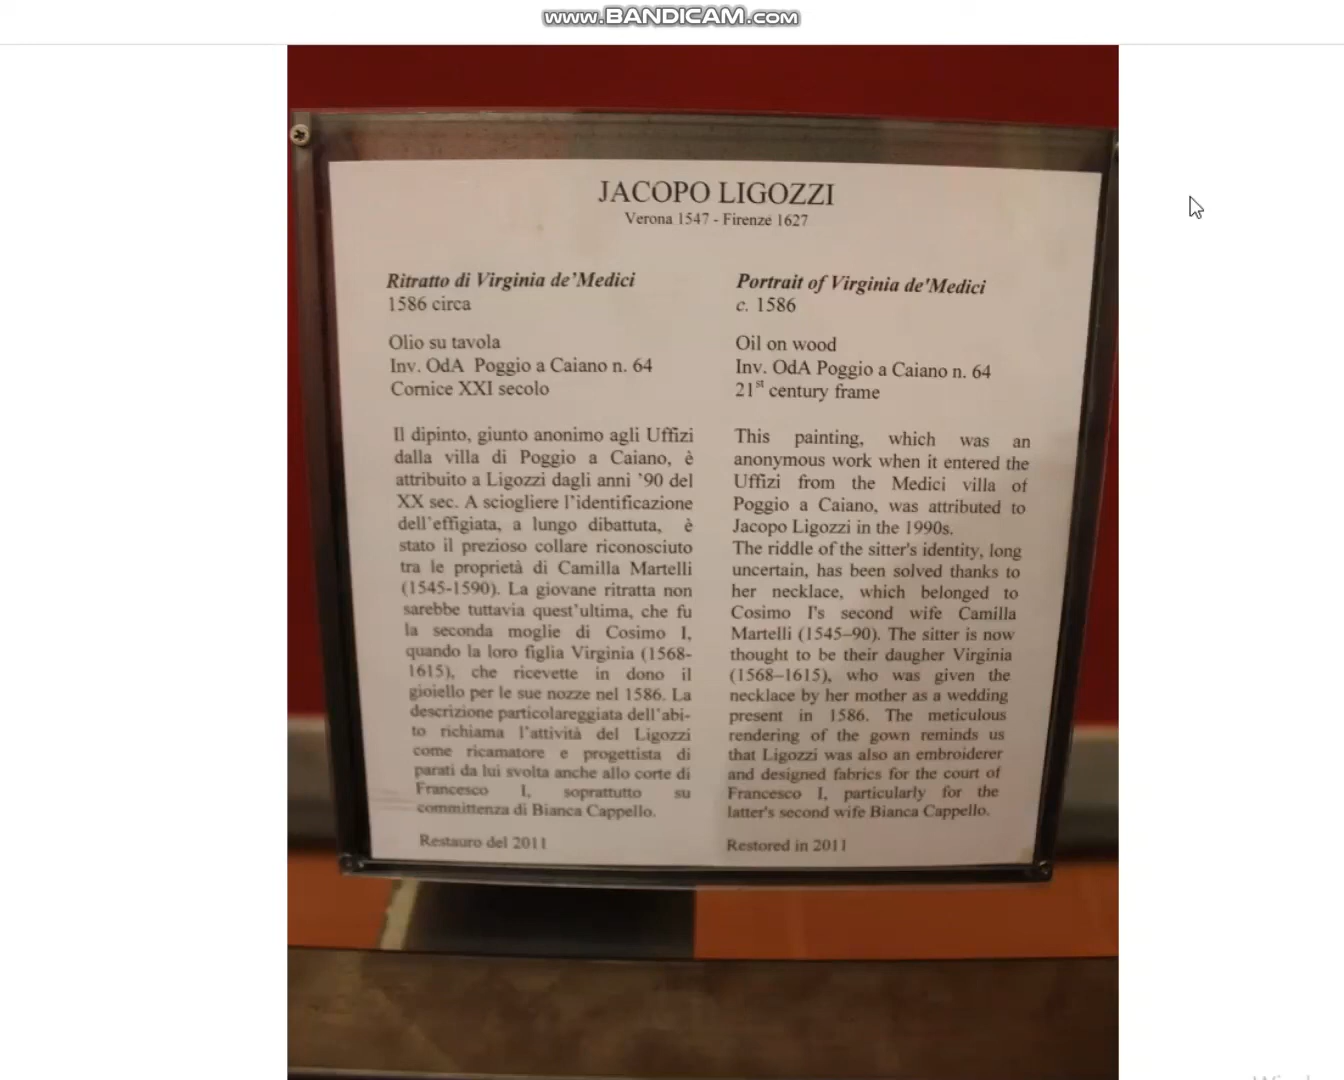 www.BANDICAM.com
JACOPO LIGOZZI
Verona 1547 - Firenze 1627
Ritratto di Virginia de’Medici
1586 circa
Olio su tavola
Inv. OdA Poggio a Caiano n. 64
Cornice XXI secolo
Il dipinto, giunto anonimo agli Uffizi
dalla villa di Poggio a Caiano, è
attribuito a Ligozzi dagli anni ’90 del
XX sec. A sciogliere l’identificazione
dell’effigiata, a lungo dibattuta, è
stato il prezioso collare riconosciuto
tra le proprietà di Camilla Martelli
(1545-1590). La giovane ritratta non
sarebbe tuttavia quest’ultima, che fu
la seconda moglie di Cosimo I,
quando la loro figlia Virginia (1568-
1615), che ricevette in dono il
gioiello per le sue nozze nel 1586. La
descrizione particolareggiata dell’abi-
to richiama l’attività del Ligozzi
come ricamatore e progettista di
parati da lui svolta anche allo corte di
Francesco I, soprattutto su
committenza di Bianca Cappello.
Restauro del 2011
Portrait of Virginia de'Medici
c. 1586
Oil on wood
Inv. OdA Poggio a Caiano n. 64
21st century frame
This painting, which was an
anonymous work when it entered the
Uffizi from the Medici villa of
Poggio a Caiano, was attributed to
Jacopo Ligozzi in the 1990s.
The riddle of the sitter's identity, long
uncertain, has been solved thanks to
her necklace, which belonged to
Cosimo I's second wife Camilla
Martelli (1545–90). The sitter is now
thought to be their daugher Virginia
(1568–1615), who was given the
necklace by her mother as a wedding
present in 1586. The meticulous
rendering of the gown reminds us
that Ligozzi was also an embroiderer
and designed fabrics for the court of
Francesco I, particularly for the
latter's second wife Bianca Cappello.
Restored in 2011